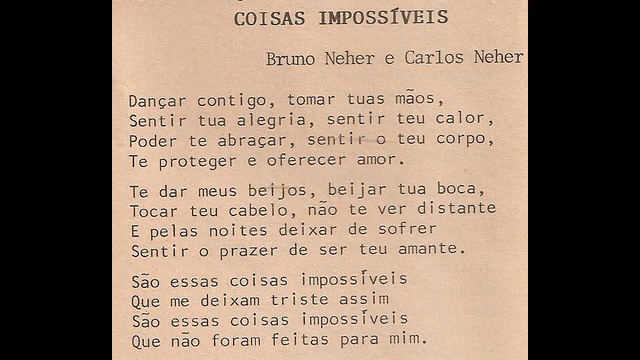 COISAS IMPOSSÍVEIS
Bruno Neher e Carlos Neher
Dançar contigo, tomar tuas mãos,
Sentir tua alegria, sentir teu calor,
Poder te abraçar, sentir o teu corpo,
Te proteger e oferecer amor.
Te dar meus beijos, beijar tua boca,
Tocar teu cabelo, não te ver distante
E pelas noites deixar de sofrer
Sentir o prazer de ser teu amante.
São essas coisas impossíveis
Que me deixam triste assim
São essas coisas impossíveis
Que não foram feitas para mim.